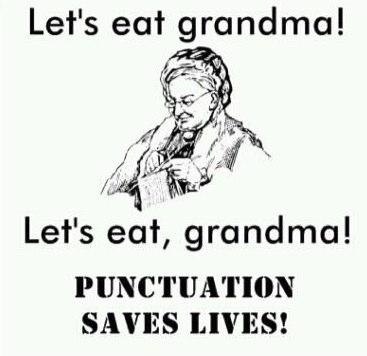 Let's eat grandma!
Let's eat, grandma!
PUNCTUATION
SAVES LIVES!